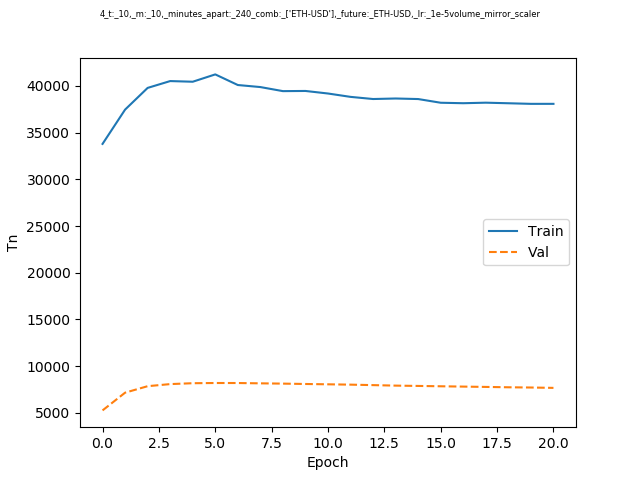 4_t:_10,_m:_10,_minutes_apart:_240_comb:_['ETH-USD'],_future:_ETH-USD,_lr:_1e-5volume_mirror_scaler
40000
35000
30000
25000
20000
15000
10000
5000
Tn
Train
Val
0.0 2.5 5.0 7.5 10.0 12.5 15.0 17.5 20.0
Epoch